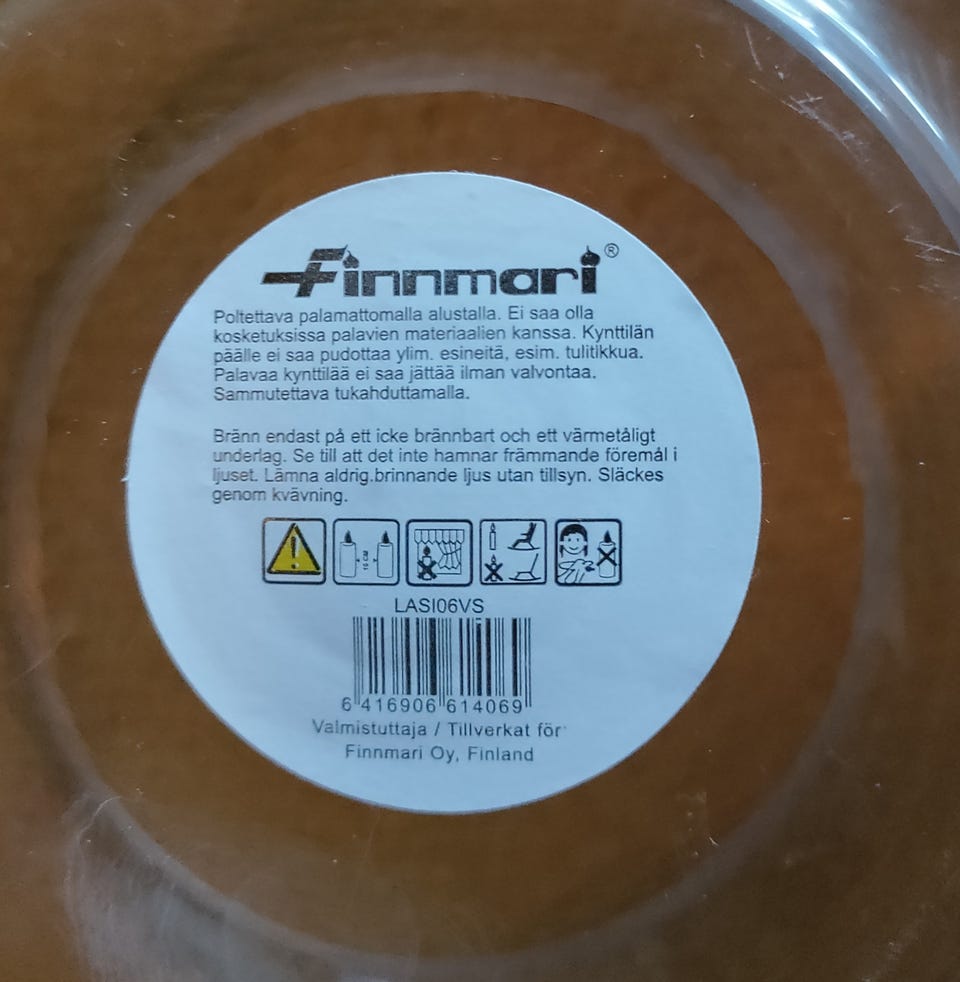 Finnmari®
Poltettava palamattomalla alustalla. Ei saa olla
kosketuksissa palavien materiaalien kanssa. Kynttilän
päälle ei saa pudottaa ylim. esineitä, esim. tulitikkua.
Palavaa kynttilää ei saa jättää ilman valvontaa.
Sammutettava tukahduttamalla.
Bränn endast på ett icke brännbart och ett värmetåligt
underlag. Se till att det inte hamnar främmande föremål i
ljuset. Lämna aldrig.brinnande ljus utan tillsyn. Släckes
genom kvävning.
10 CM
LASI06VS
6 416906 614069
Valmistuttaja / Tillverkat för
Finnmari Oy, Finland